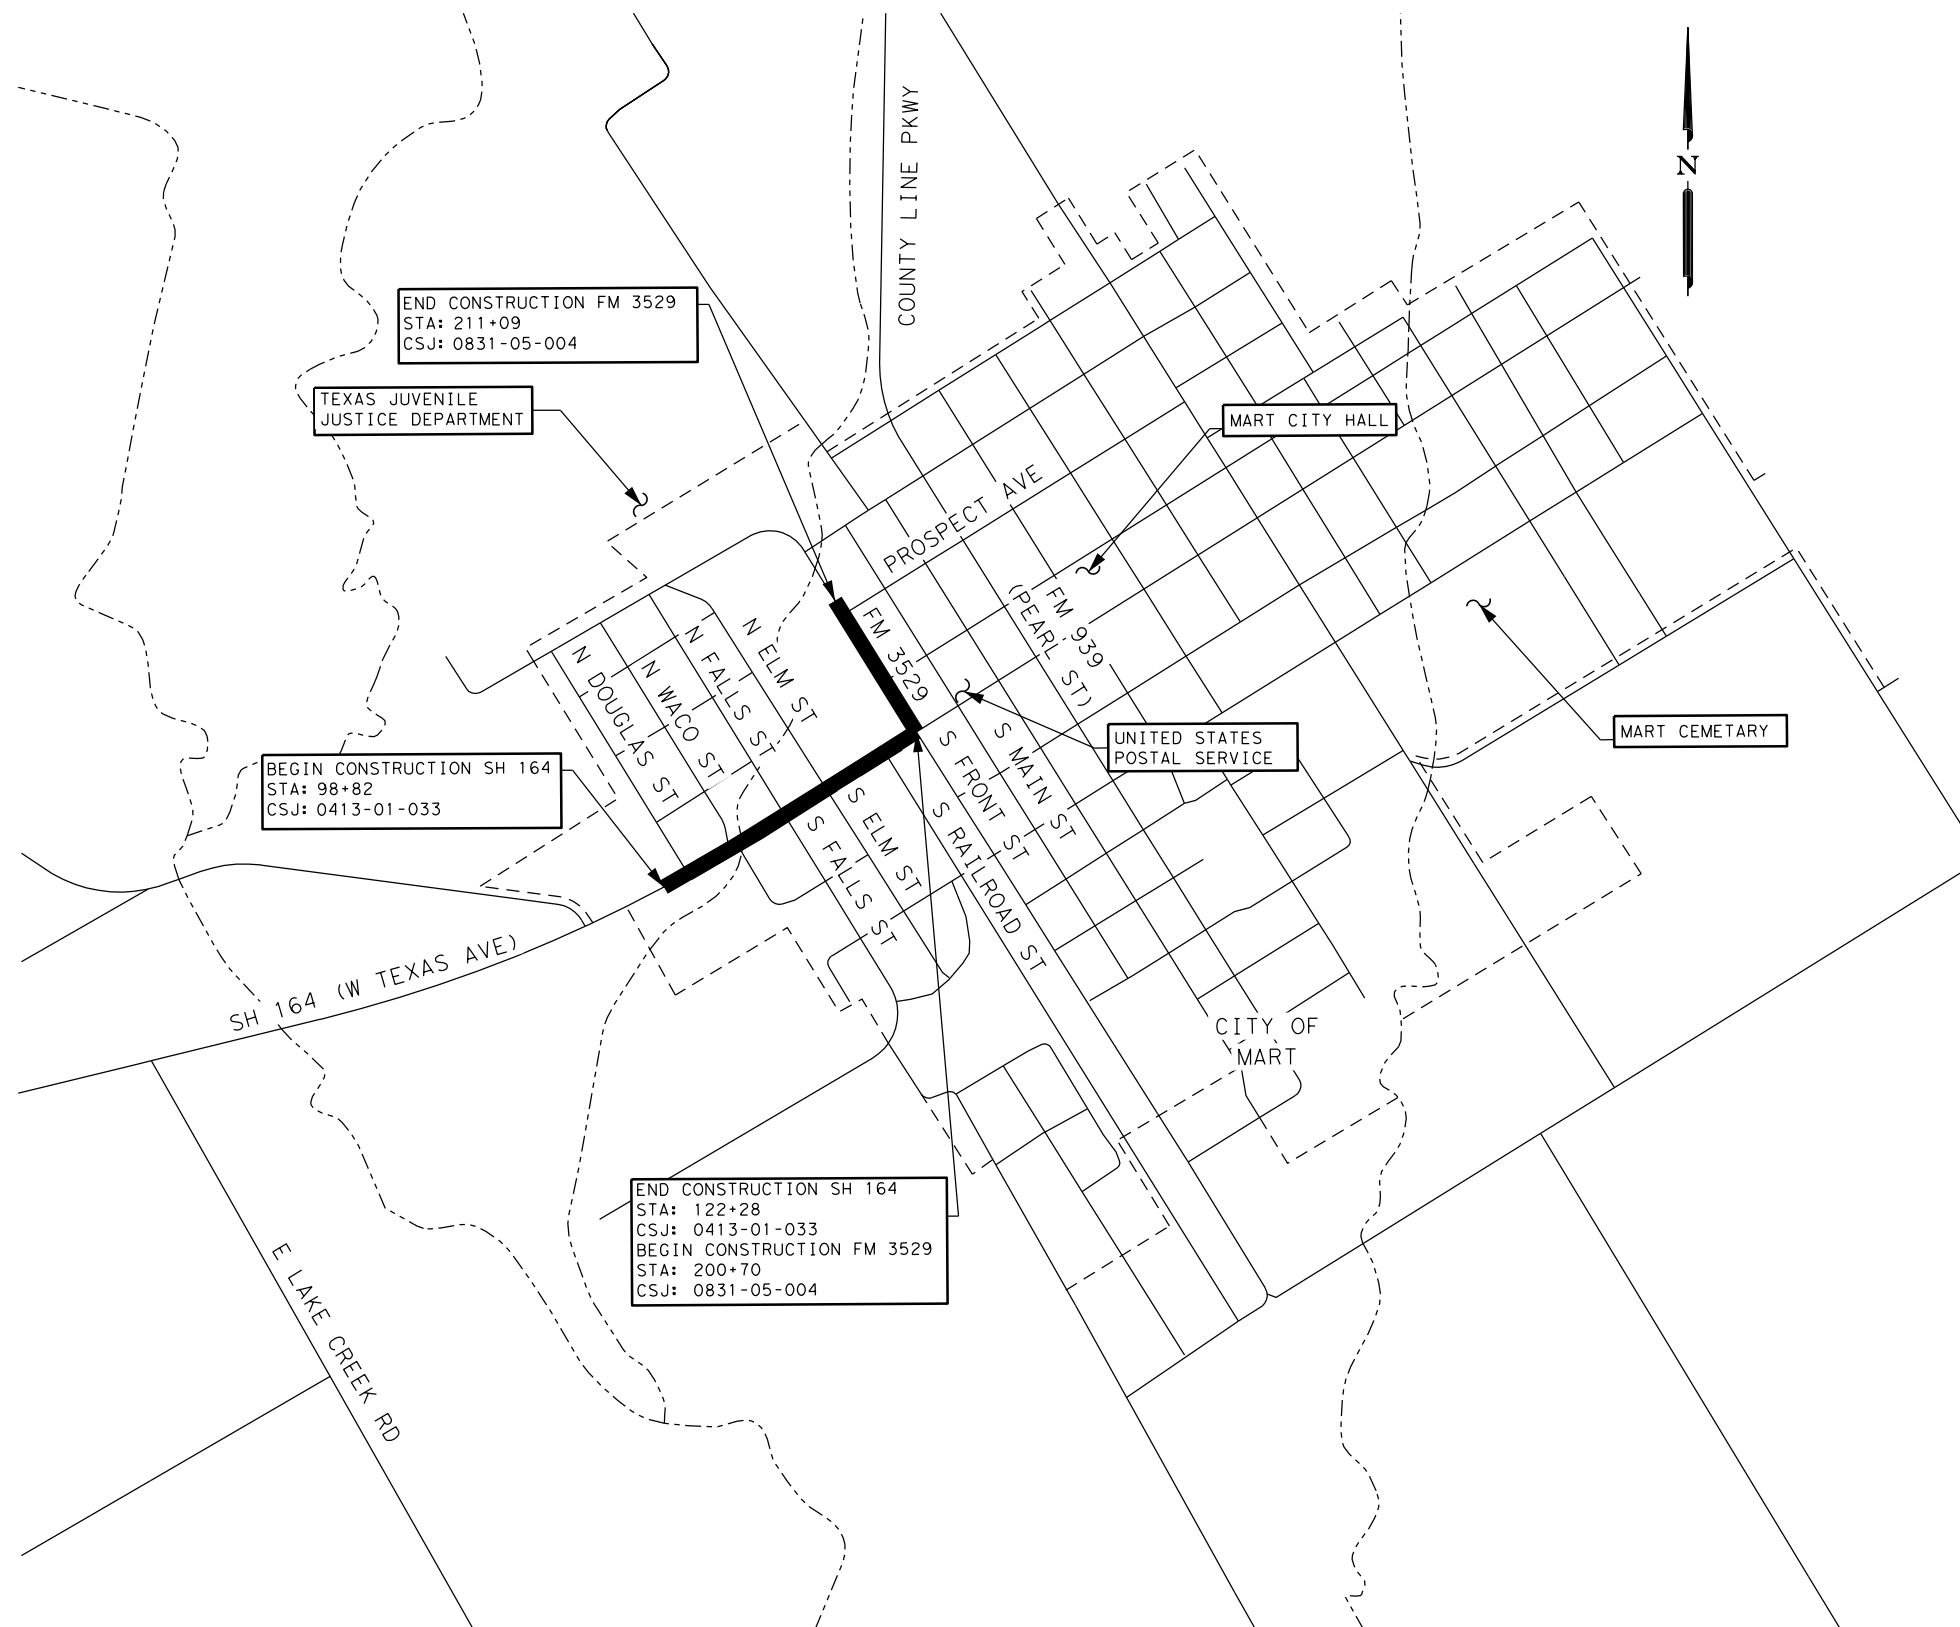 COUNTY LINE PKWY
N
END CONSTRUCTION FM 3529
STA: 211+09
CSJ: 0831-05-004
TEXAS JUVENILE
JUSTICE DEPARTMENT
MART CITY HALL
PROSPECT AVE
FM 3529
FM 939
(PEARL ST)
N ELM ST
N FALLS ST
N WACO ST
N DOUGLAS ST
MART CEMETARY
UNITED STATES
POSTAL SERVICE
BEGIN CONSTRUCTION SH 164
STA: 98+82
CSJ: 0413-01-033
S MAIN ST
S FRONT ST
S RAILROAD ST
S ELM ST
S FALLS ST
SH 164 (W TEXAS AVE)
CITY OF
MART
END CONSTRUCTION SH 164
STA: 122+28
CSJ: 0413-01-033
BEGIN CONSTRUCTION FM 3529
STA: 200+70
CSJ: 0831-05-004
E LAKE CREEK RD